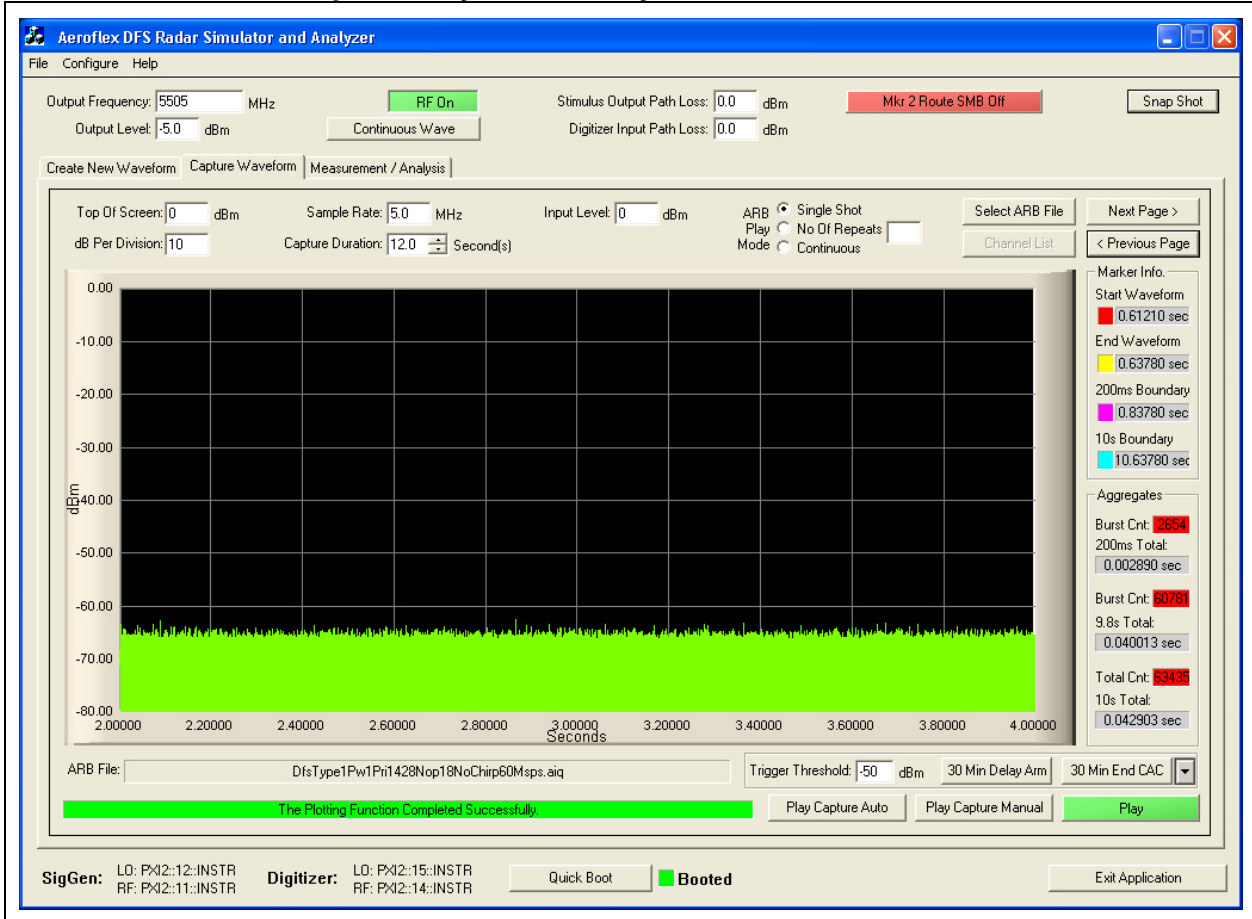 Aeroflex DFS Radar Simulator and Analyzer
File Configure Help
Output Frequency: 5505 MHz RF On Stimulus Output Path Loss: 0.0 dBm Mkr 2 Route SMB Off Snap Shot
Output Level: -5.0 dBm Continuous Wave Digitizer Input Path Loss: 0.0 dBm
Create New Waveform Capture Waveform Measurement / Analysis
Top Of Screen: 0 dBm Sample Rate: 5.0 MHz Input Level: 0 dBm ARB Play Mode Single Shot Select ARB File Next Page >
No Of Repeats
dB Per Division: 10 Capture Duration: 12.0 Second(s) Continuous Channel List < Previous Page
Marker Info.
Start Waveform
0.61210 sec
End Waveform
0.63780 sec
200ms Boundary
0.83780 sec
10s Boundary
10.63780 sec
Aggregates
Burst Cnt: 2654
200ms Total:
0.002890 sec
Burst Cnt: 60781
9.8s Total:
0.040013 sec
Total Cnt: 63435
10s Total:
0.042903 sec
0.00
-10.00
-20.00
-30.00
-40.00
-50.00
-60.00
-70.00
-80.00
dBm
2.00000 2.20000 2.40000 2.60000 2.80000 3.00000 3.20000 3.40000 3.60000 3.80000 4.00000
Seconds
ARB File: DfsType1Pw1Pri1428Nop18NoChirp60Msps.aiq Trigger Threshold: -50 dBm 30 Min Delay Arm 30 Min End CAC
The Plotting Function Completed Successfully. Play Capture Auto Play Capture Manual Play
SigGen: LO: PXI2::12::INSTR Digitizer: LO: PXI2::15::INSTR Quick Boot Booted Exit Application
RF: PXI2::11::INSTR RF: PXI2::14::INSTR